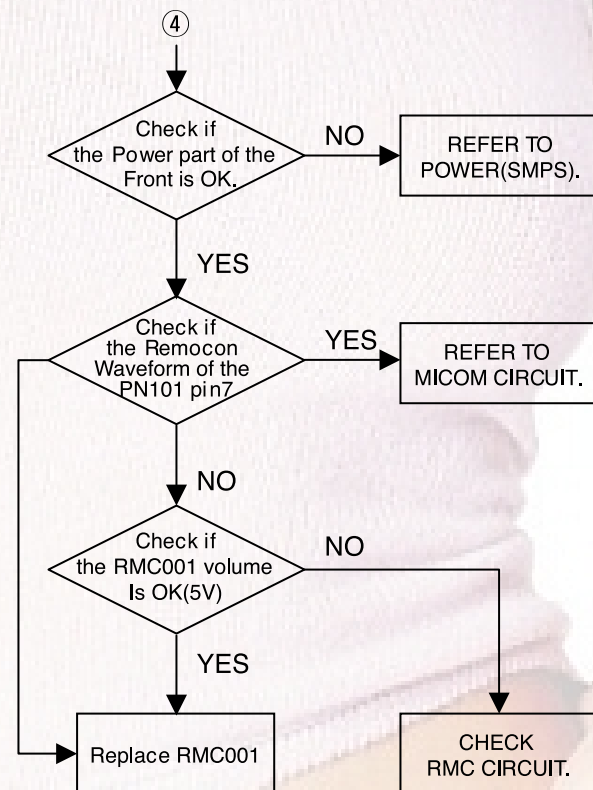 ④
Check if
the Power part of the
Front is OK.
NO
REFER TO
POWER(SMPS).
YES
Check if
the Remocon
Waveform of the
PN101 pin7
YES
REFER TO
MICOM CIRCUIT.
NO
Check if
the RMC001 volume
Is OK(5V)
NO
YES
Replace RMC001
CHECK
RMC CIRCUIT.